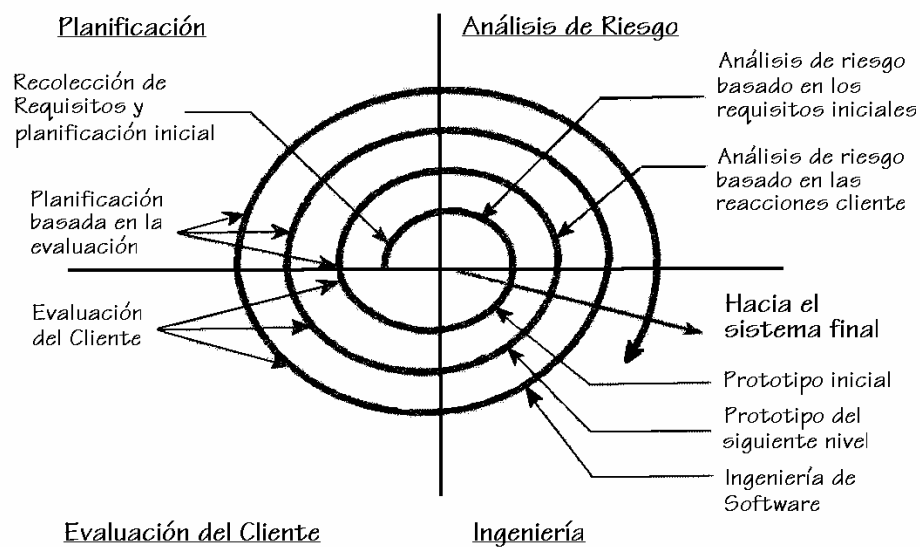 Planificación
Análisis de Riesgo
Recolección de
Requisitos y
planificación inicial
Análisis de riesgo
basado en los
requisitos iniciales
Análisis de riesgo
basado en las
reacciones cliente
Planificación
basada en la
evaluación
Evaluación
del Cliente
Hacia el
sistema final
Prototipo inicial
Prototipo del
siguiente nivel
Ingeniería de
Software
Evaluación del Cliente
Ingeniería